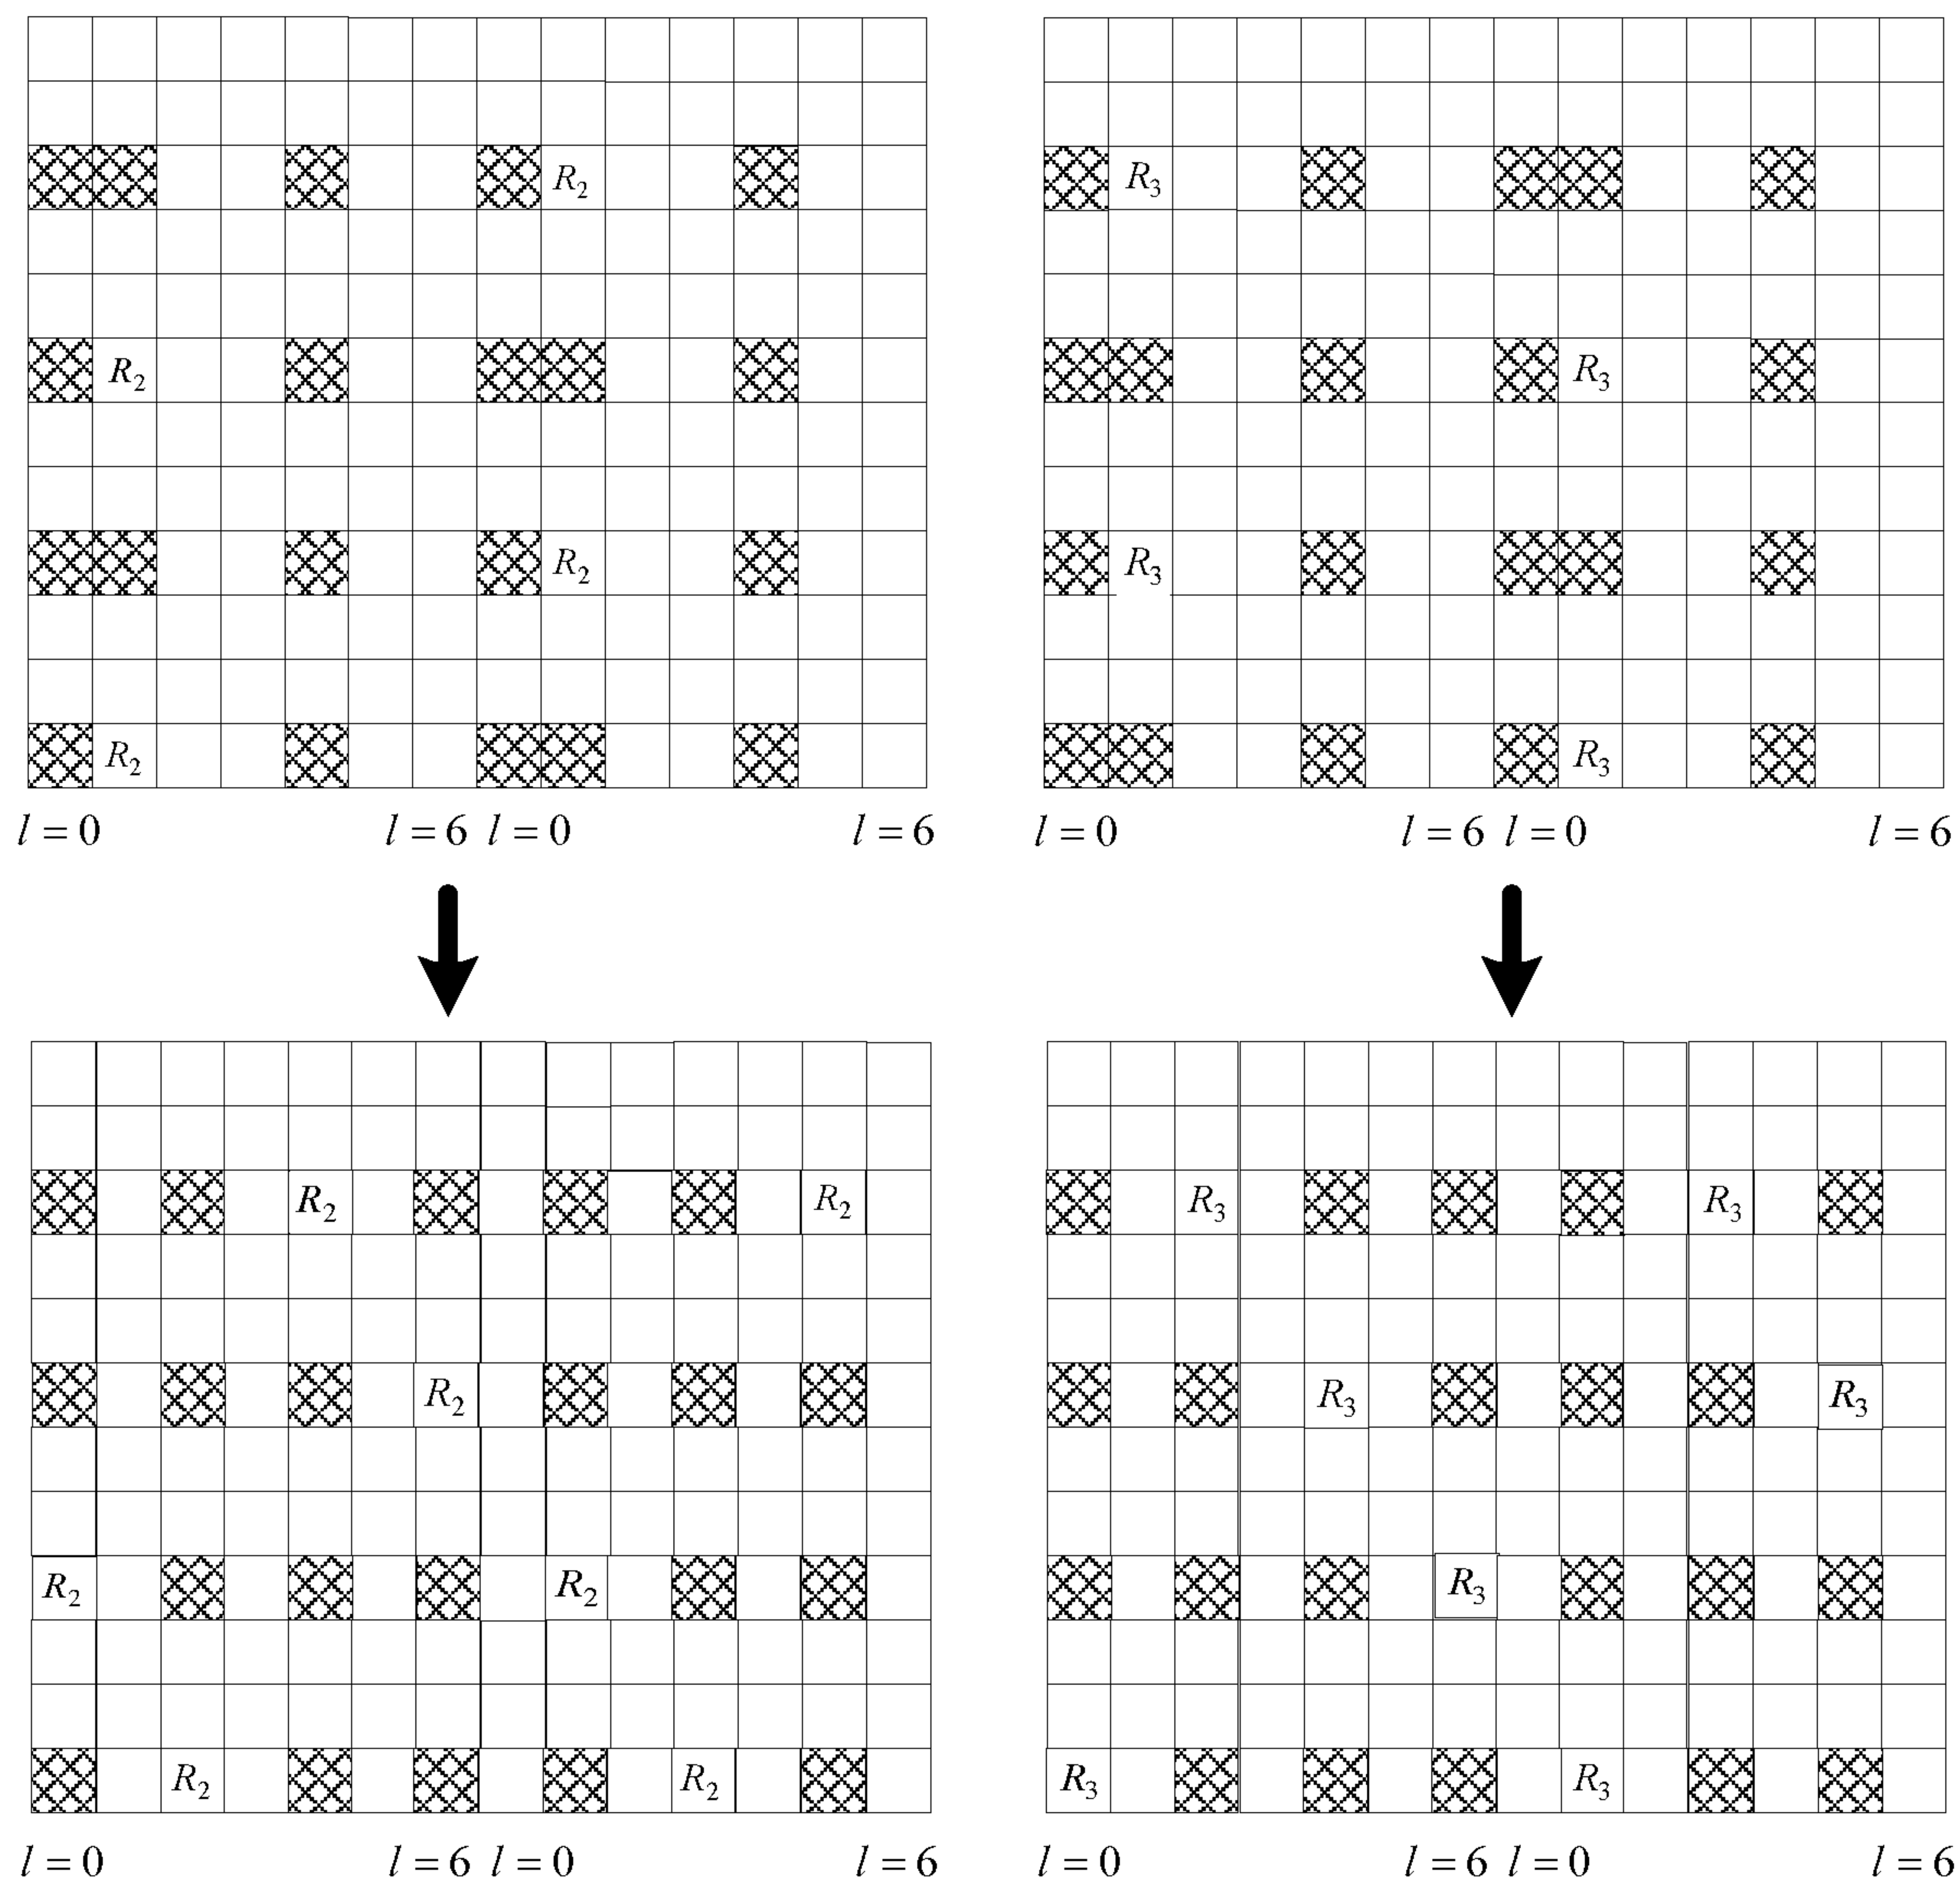 R₂ R₃
R₂ R₃
R₂ R₃
R₂ R₃
l = 0 l = 6 l = 0 l = 6 l = 0 l = 6 l = 0 l = 6
R₂ R₂ R₃ R₃
R₂ R₃ R₃
R₂ R₂ R₃
R₂ R₂ R₃ R₃
l = 0 l = 6 l = 0 l = 6 l = 0 l = 6 l = 0 l = 6